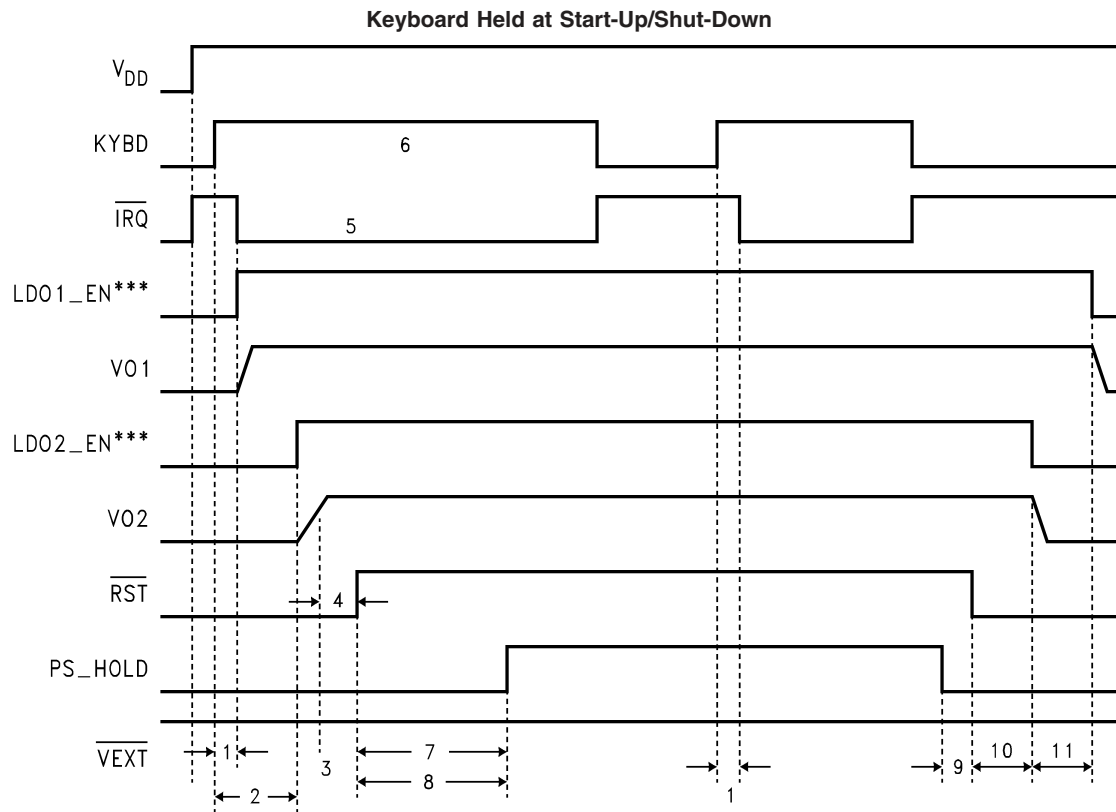 Keyboard Held at Start-Up/Shut-Down
VDD
KYBD
6
IRQ
5
LDO1_EN***
VO1
LDO2_EN***
VO2
RST
4
PS_HOLD
VEXT
1
3
7
9
10
11
2
8
1